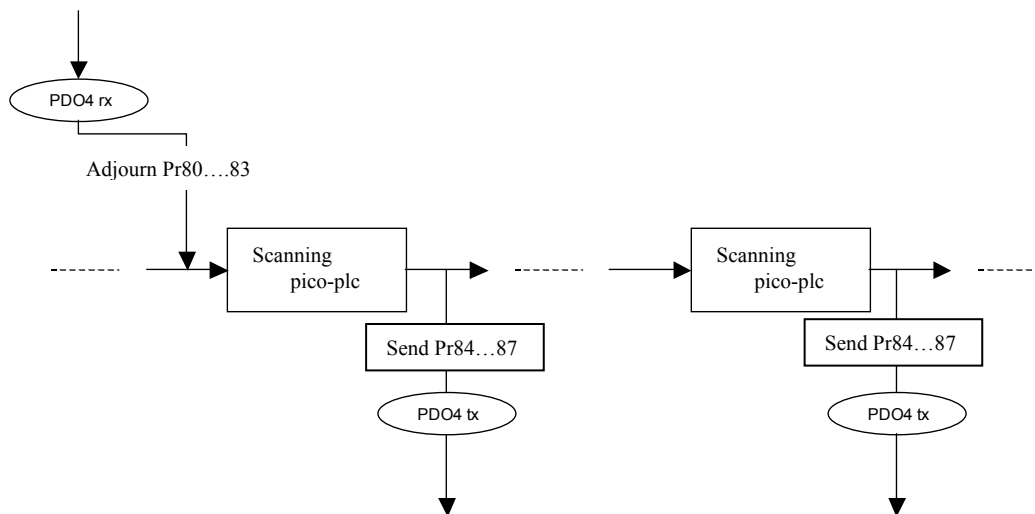 PDO4 rx
Adjourn Pr80….83
Scanning
pico-plc
Scanning
pico-plc
Send Pr84…87
Send Pr84…87
PDO4 tx
PDO4 tx